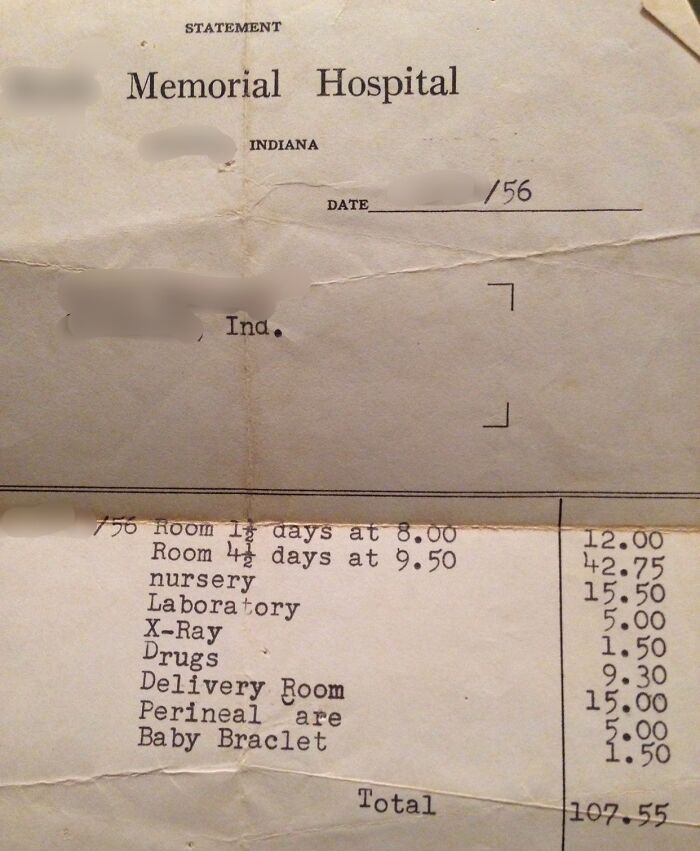 STATEMENT
Memorial Hospital
INDIANA
DATE /56
, Ind.
/56 Room 1½ days at 8.00 12.00
Room 4½ days at 9.50 42.75
nursery 15.50
Laboratory 5.00
X-Ray 1.50
Drugs 9.30
Delivery Room 15.00
Perineal Care 5.00
Baby Braclet 1.50
Total 107.55